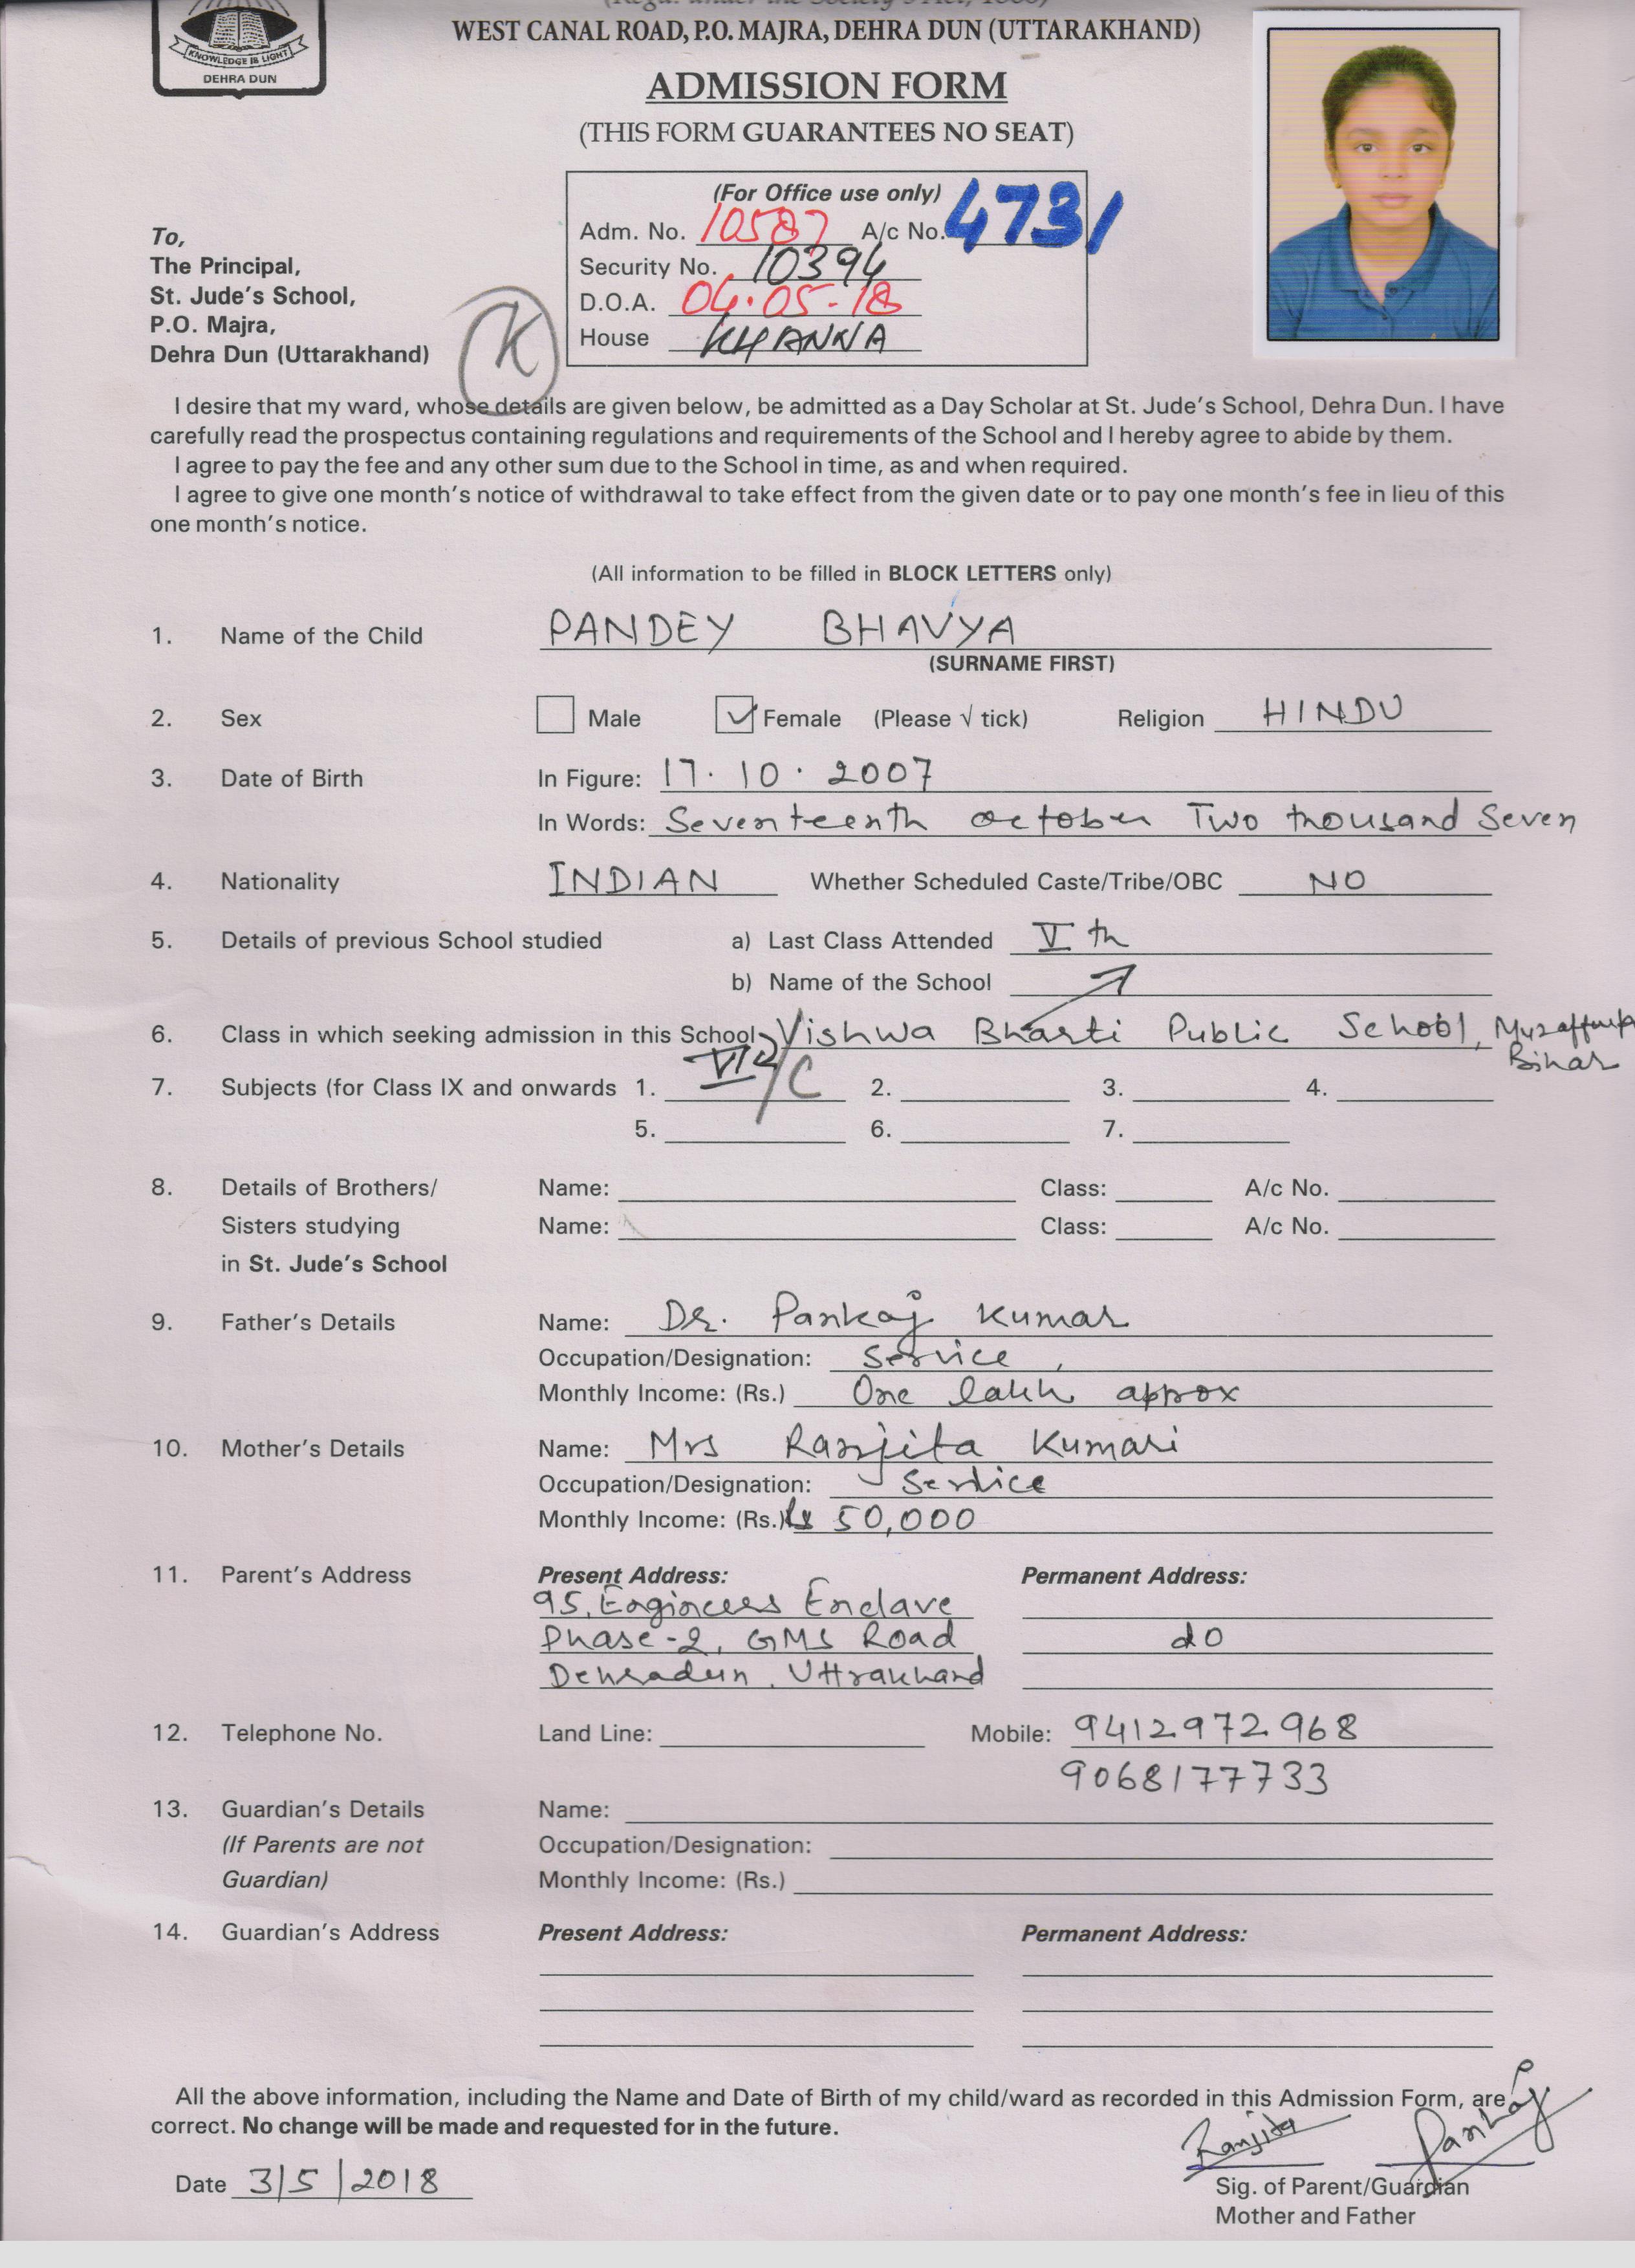 WEST CANAL ROAD, P.O. MAJRA, DEHRA DUN (UTTARAKHAND)
KNOWLEDGE IS LIGHT
DEHRA DUN
ADMISSION FORM
(THIS FORM GUARANTEES NO SEAT)
(For Office use only)
Adm. No. 10587 A/c No. 4731
Security No. 10394
D.O.A. 04.05-18
House KHANNA
To,
The Principal,
St. Jude's School,
P.O. Majra,
Dehra Dun (Uttarakhand)
K
I desire that my ward, whose details are given below, be admitted as a Day Scholar at St. Jude's School, Dehra Dun. I have
carefully read the prospectus containing regulations and requirements of the School and I hereby agree to abide by them.
I agree to pay the fee and any other sum due to the School in time, as and when required.
I agree to give one month's notice of withdrawal to take effect from the given date or to pay one month's fee in lieu of this
one month's notice.
(All information to be filled in BLOCK LETTERS only)
1. Name of the Child PANDEY BHAVYA
(SURNAME FIRST)
2. Sex Male ✓ Female (Please √ tick) Religion HINDU
3. Date of Birth In Figure: 17. 10. 2007
In Words: Seventeenth october Two thousand Seven
4. Nationality INDIAN Whether Scheduled Caste/Tribe/OBC NO
5. Details of previous School studied a) Last Class Attended V th
b) Name of the School
6. Class in which seeking admission in this School Vishwa Bharti Public School,
Bihar
7. Subjects (for Class IX and onwards 1. VI /C 2. 3. 4.
5. 6. 7.
8. Details of Brothers/ Name: Class: A/c No.
Sisters studying Name: Class: A/c No.
in St. Jude's School
9. Father's Details Name: Dr. Pankaj Kumar
Occupation/Designation: Service,
Monthly Income: (Rs.) One lakh approx
10. Mother's Details Name: Mrs Ranjita Kumari
Occupation/Designation: Service
Monthly Income: (Rs.) Rs 50,000
11. Parent's Address Present Address: Permanent Address:
95, Engineers Enclave
Phase-2, GMS Road do
Dehradun, Uttrakhand
12. Telephone No. Land Line: Mobile: 9412972968
9068177733
13. Guardian's Details Name:
(If Parents are not Occupation/Designation:
Guardian) Monthly Income: (Rs.)
14. Guardian's Address Present Address: Permanent Address:
All the above information, including the Name and Date of Birth of my child/ward as recorded in this Admission Form, are
correct. No change will be made and requested for in the future.
Ranjita Pankaj
Date 3/5/2018 Sig. of Parent/Guardian
Mother and Father